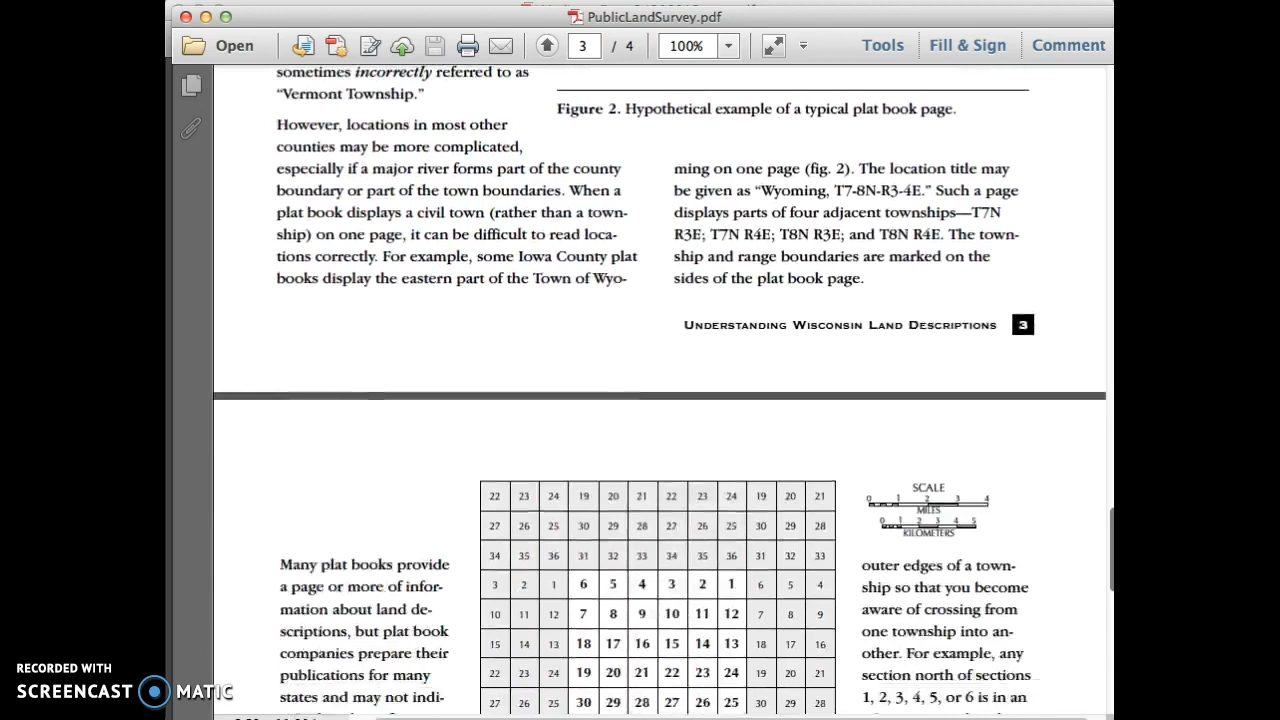 PublicLandSurvey.pdf
Open
3 / 4
100%
Tools
Fill & Sign
Comment
sometimes incorrectly referred to as
“Vermont Township.”
However, locations in most other
counties may be more complicated,
especially if a major river forms part of the county
boundary or part of the town boundaries. When a
plat book displays a civil town (rather than a town-
ship) on one page, it can be difficult to read loca-
tions correctly. For example, some Iowa County plat
books display the eastern part of the Town of Wyo-
Figure 2. Hypothetical example of a typical plat book page.
ming on one page (fig. 2). The location title may
be given as “Wyoming, T7-8N-R3-4E.” Such a page
displays parts of four adjacent townships—T7N
R3E; T7N R4E; T8N R3E; and T8N R4E. The town-
ship and range boundaries are marked on the
sides of the plat book page.
Understanding Wisconsin Land Descriptions 3
Many plat books provide
a page or more of infor-
mation about land de-
scriptions, but plat book
companies prepare their
publications for many
states and may not indi-
22 23 24 19 20 21 22 23 24 19 20 21
27 26 25 30 29 28 27 26 25 30 29 28
34 35 36 31 32 33 34 35 36 31 32 33
3 2 1 6 5 4 3 2 1 6 5 4
10 11 12 7 8 9 10 11 12 7 8 9
15 14 13 18 17 16 15 14 13 18 17 16
22 23 24 19 20 21 22 23 24 19 20 21
27 26 25 30 29 28 27 26 25 30 29 28
SCALE
0 1 2 3 4
MILES
0 1 2 3 4 5
KILOMETERS
outer edges of a town-
ship so that you become
aware of crossing from
one township into an-
other. For example, any
section north of sections
1, 2, 3, 4, 5, or 6 is in an
RECORDED WITH
SCREENCAST MATIC